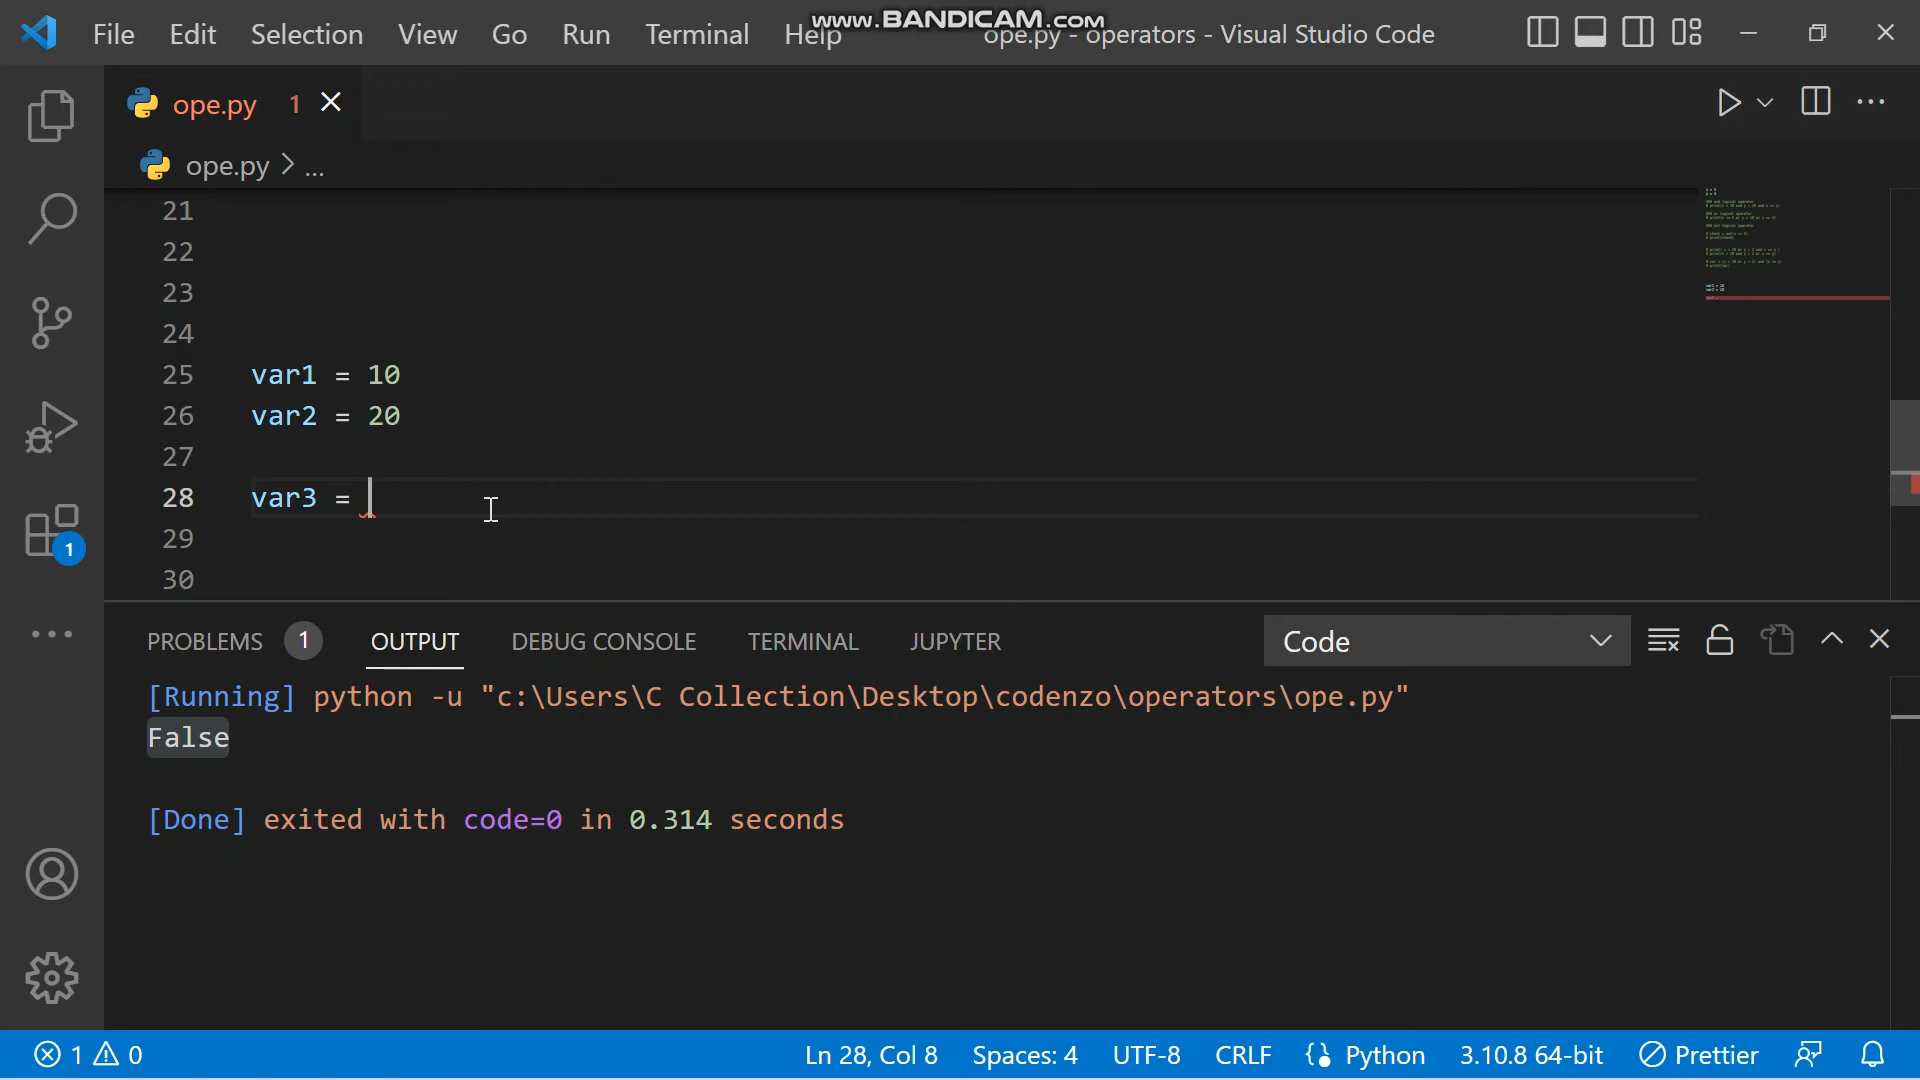 www.BANDICAM.com
File Edit Selection View Go Run Terminal Help ope.py - operators - Visual Studio Code
ope.py 1
ope.py > ...
21
22
23
24
25 var1 = 10
26 var2 = 20
27
28 var3 =
29
30
1
PROBLEMS 1 OUTPUT DEBUG CONSOLE TERMINAL JUPYTER Code
[Running] python -u "c:\Users\C Collection\Desktop\codenzo\operators\ope.py"
False
[Done] exited with code=0 in 0.314 seconds
1 0 Ln 28, Col 8 Spaces: 4 UTF-8 CRLF Python 3.10.8 64-bit Prettier